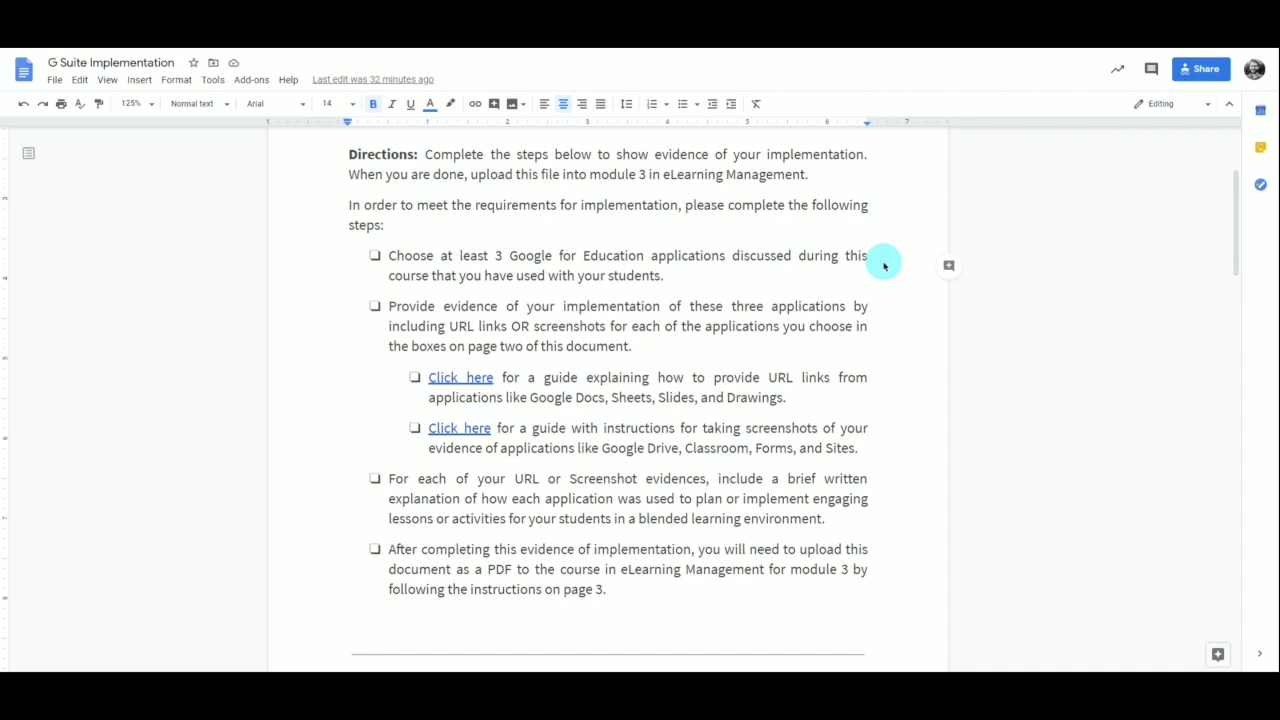 G Suite Implementation
File Edit View Insert Format Tools Add-ons Help Last edit was 32 minutes ago
Share
125% Normal text Arial 14 B I U A Editing
1 1 2 3 4 5 6 7
Directions: Complete the steps below to show evidence of your implementation.
When you are done, upload this file into module 3 in eLearning Management.
In order to meet the requirements for implementation, please complete the following
steps:
Choose at least 3 Google for Education applications discussed during this
course that you have used with your students.
Provide evidence of your implementation of these three applications by
including URL links OR screenshots for each of the applications you choose in
the boxes on page two of this document.
Click here for a guide explaining how to provide URL links from
applications like Google Docs, Sheets, Slides, and Drawings.
Click here for a guide with instructions for taking screenshots of your
evidence of applications like Google Drive, Classroom, Forms, and Sites.
For each of your URL or Screenshot evidences, include a brief written
explanation of how each application was used to plan or implement engaging
lessons or activities for your students in a blended learning environment.
After completing this evidence of implementation, you will need to upload this
document as a PDF to the course in eLearning Management for module 3 by
following the instructions on page 3.